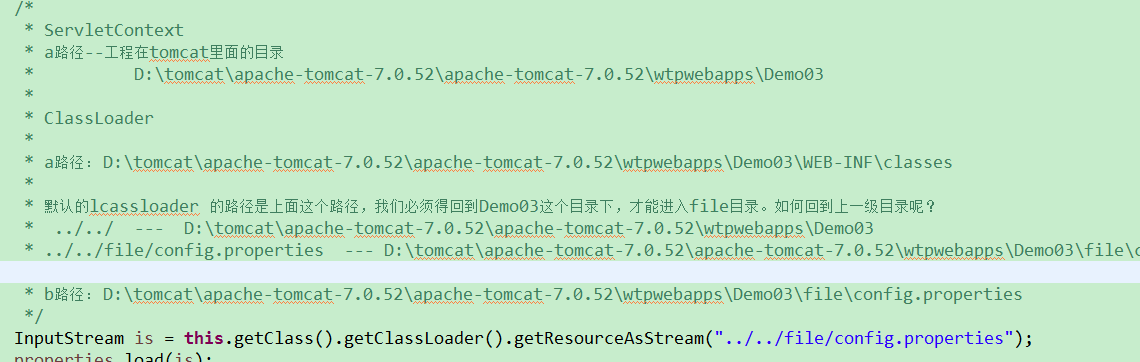 /*
* ServletContext
* a路径--工程在tomcat里面的目录
* D:\tomcat\apache-tomcat-7.0.52\apache-tomcat-7.0.52\wtpwebapps\Demo03
*
* ClassLoader
*
* a路径：D:\tomcat\apache-tomcat-7.0.52\apache-tomcat-7.0.52\wtpwebapps\Demo03\WEB-INF\classes
*
* 默认的lcassloader 的路径是上面这个路径，我们必须得回到Demo03这个目录下，才能进入file目录。如何回到上一级目录呢？
* ../../ --- D:\tomcat\apache-tomcat-7.0.52\apache-tomcat-7.0.52\wtpwebapps\Demo03
* ../../file/config.properties --- D:\tomcat\apache-tomcat-7.0.52\apache-tomcat-7.0.52\wtpwebapps\Demo03\file\c
* b路径：D:\tomcat\apache-tomcat-7.0.52\apache-tomcat-7.0.52\wtpwebapps\Demo03\file\config.properties
*/
InputStream is = this.getClass().getClassLoader().getResourceAsStream("../../file/config.properties");
properties.load(is);